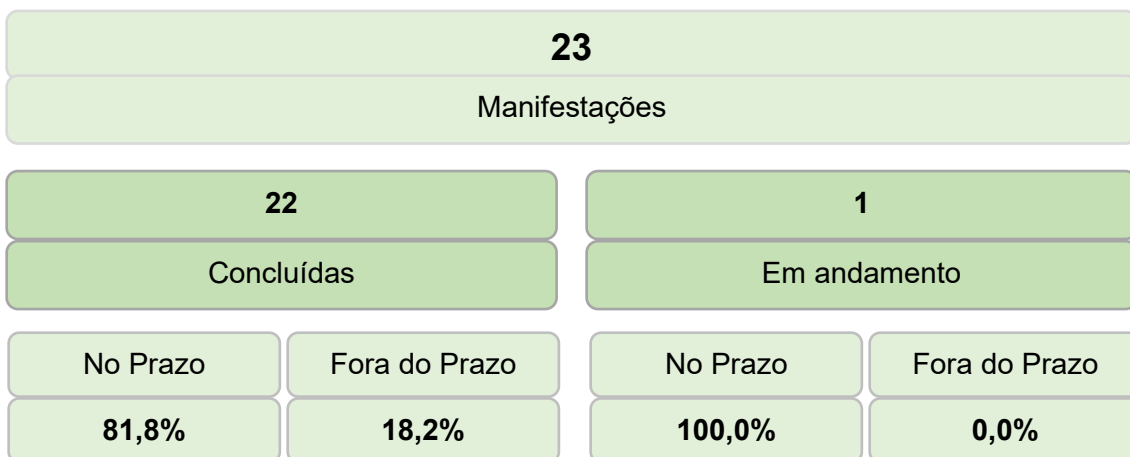 23
Manifestações
22
1
Concluídas
Em andamento
No Prazo
Fora do Prazo
No Prazo
Fora do Prazo
81,8%
18,2%
100,0%
0,0%